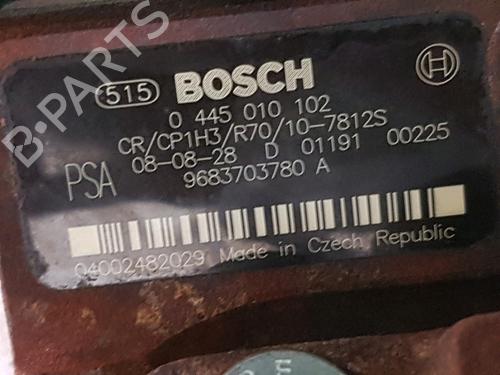 B-PARTS
515 BOSCH
0 445 010 102
CR/CP1H3/R70/10-7812S
08-08-28 D 01191 00225
PSA 9683703780 A
04002482029 Made in Czech Republic